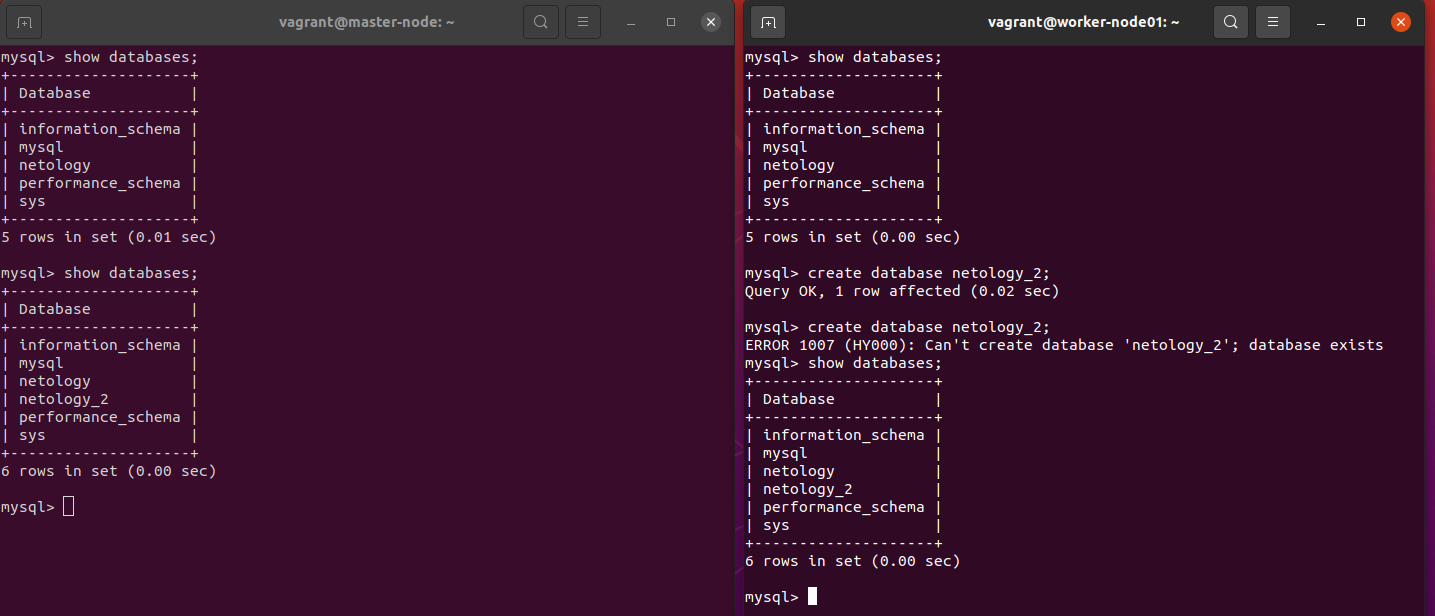 vagrant@master-node: ~
mysql> show databases;
+--------------------+
| Database           |
+--------------------+
| information_schema |
| mysql              |
| netology           |
| performance_schema |
| sys                |
+--------------------+
5 rows in set (0.01 sec)
mysql> show databases;
+--------------------+
| Database           |
+--------------------+
| information_schema |
| mysql              |
| netology           |
| netology_2         |
| performance_schema |
| sys                |
+--------------------+
6 rows in set (0.00 sec)
mysql>
vagrant@worker-node01: ~
mysql> show databases;
+--------------------+
| Database           |
+--------------------+
| information_schema |
| mysql              |
| netology           |
| performance_schema |
| sys                |
+--------------------+
5 rows in set (0.00 sec)
mysql> create database netology_2;
Query OK, 1 row affected (0.02 sec)
mysql> create database netology_2;
ERROR 1007 (HY000): Can't create database 'netology_2'; database exists
mysql> show databases;
+--------------------+
| Database           |
+--------------------+
| information_schema |
| mysql              |
| netology           |
| netology_2         |
| performance_schema |
| sys                |
+--------------------+
6 rows in set (0.00 sec)
mysql>